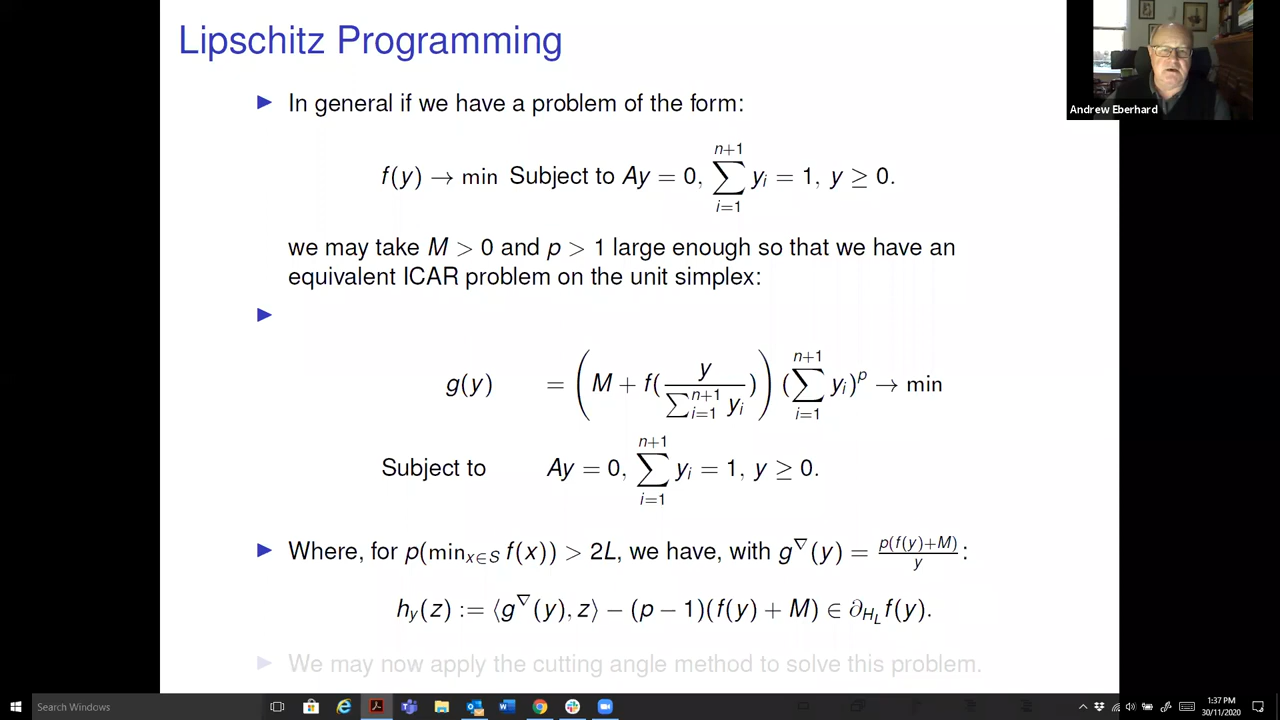 Lipschitz Programming
Andrew Eberhard
▶ In general if we have a problem of the form:
f(y) → min Subject to Ay = 0, ∑_{i=1}^{n+1} y_i = 1, y ≥ 0.
we may take M > 0 and p > 1 large enough so that we have an
equivalent ICAR problem on the unit simplex:
▶
g(y) = (M + f(y / ∑_{i=1}^{n+1} y_i)) (∑_{i=1}^{n+1} y_i)^p → min
Subject to Ay = 0, ∑_{i=1}^{n+1} y_i = 1, y ≥ 0.
▶ Where, for p(min_{x∈S} f(x)) > 2L, we have, with g^∇(y) = p(f(y)+M) / y :
h_y(z) := ⟨g^∇(y), z⟩ − (p − 1)(f(y) + M) ∈ ∂_{H_L} f(y).
▶ We may now apply the cutting angle method to solve this problem.
Search Windows
1:37 PM
30/11/2020